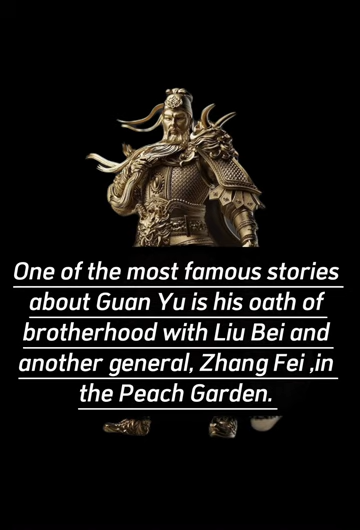 One of the most famous stories
about Guan Yu is his oath of
brotherhood with Liu Bei and
another general, Zhang Fei ,in
the Peach Garden.